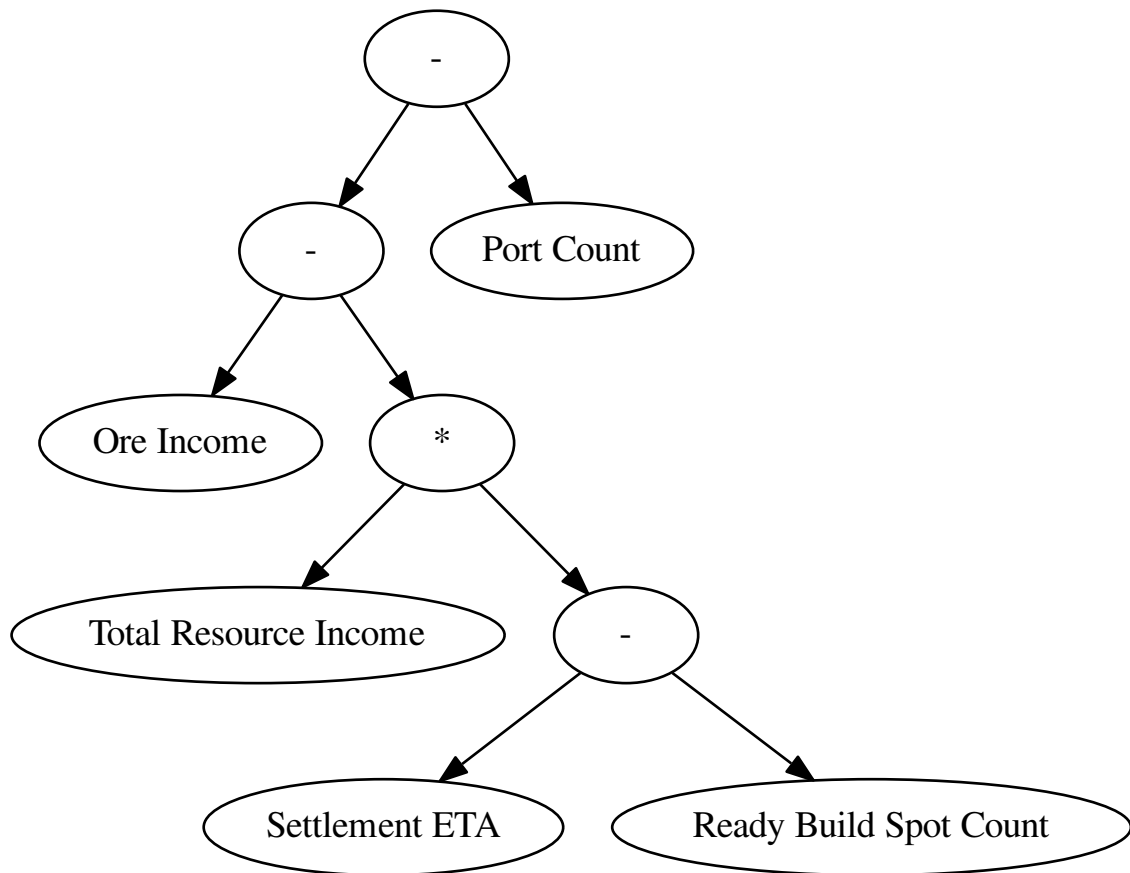 -
-
Port Count
Ore Income
*
Total Resource Income
-
Settlement ETA
Ready Build Spot Count